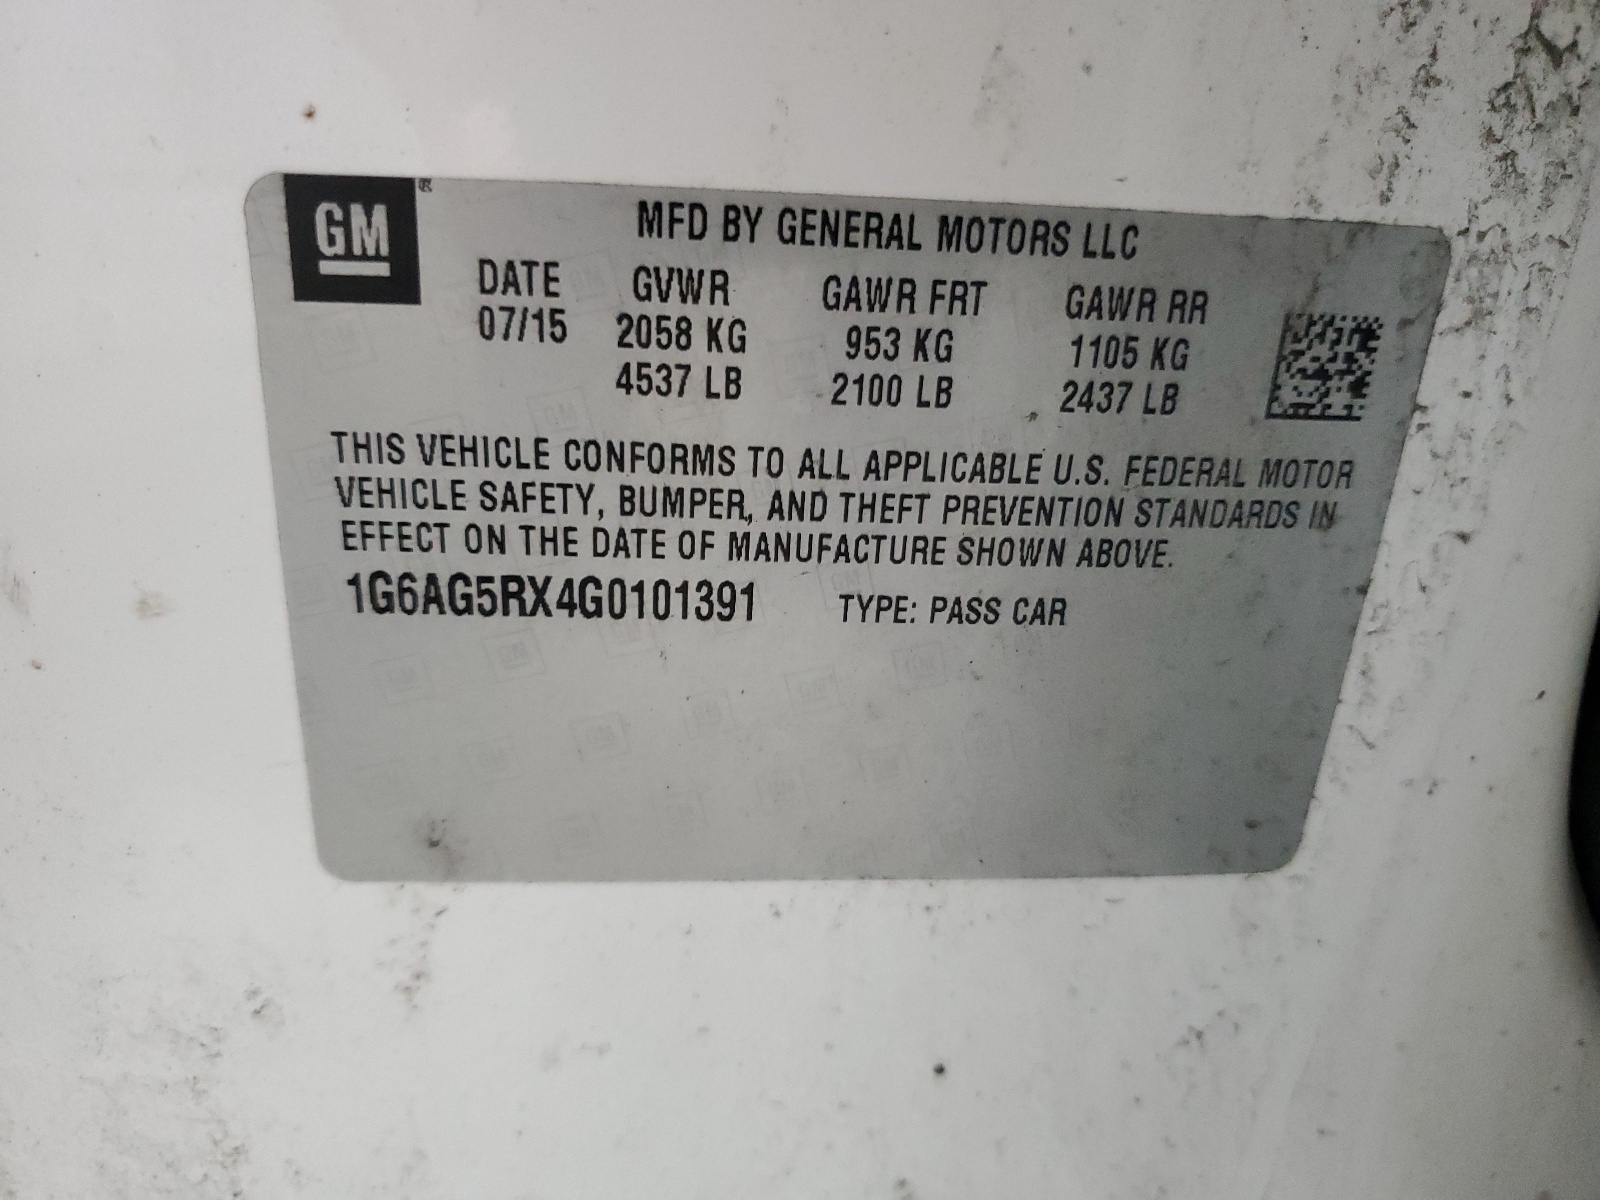 GM ®
MFD BY GENERAL MOTORS LLC
DATE GVWR GAWR FRT GAWR RR
07/15 2058 KG 953 KG 1105 KG
4537 LB 2100 LB 2437 LB
THIS VEHICLE CONFORMS TO ALL APPLICABLE U.S. FEDERAL MOTOR
VEHICLE SAFETY, BUMPER, AND THEFT PREVENTION STANDARDS IN
EFFECT ON THE DATE OF MANUFACTURE SHOWN ABOVE.
1G6AG5RX4G0101391 TYPE: PASS CAR